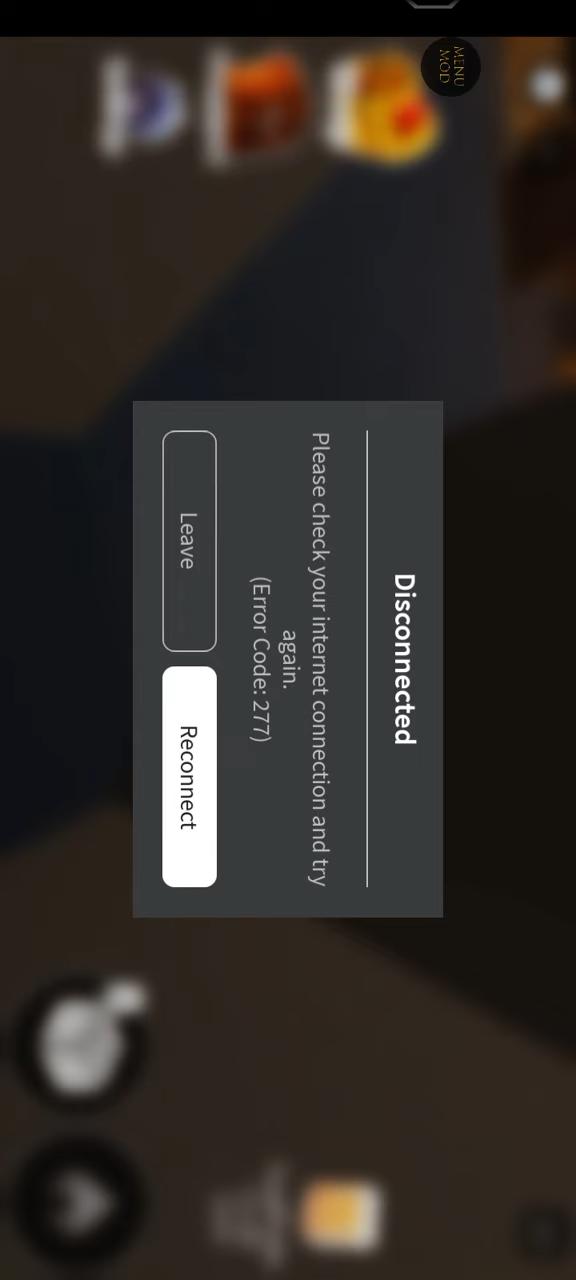 MENU
MOD
Disconnected
Please check your internet connection and try
again.
(Error Code: 277)
Leave
Reconnect